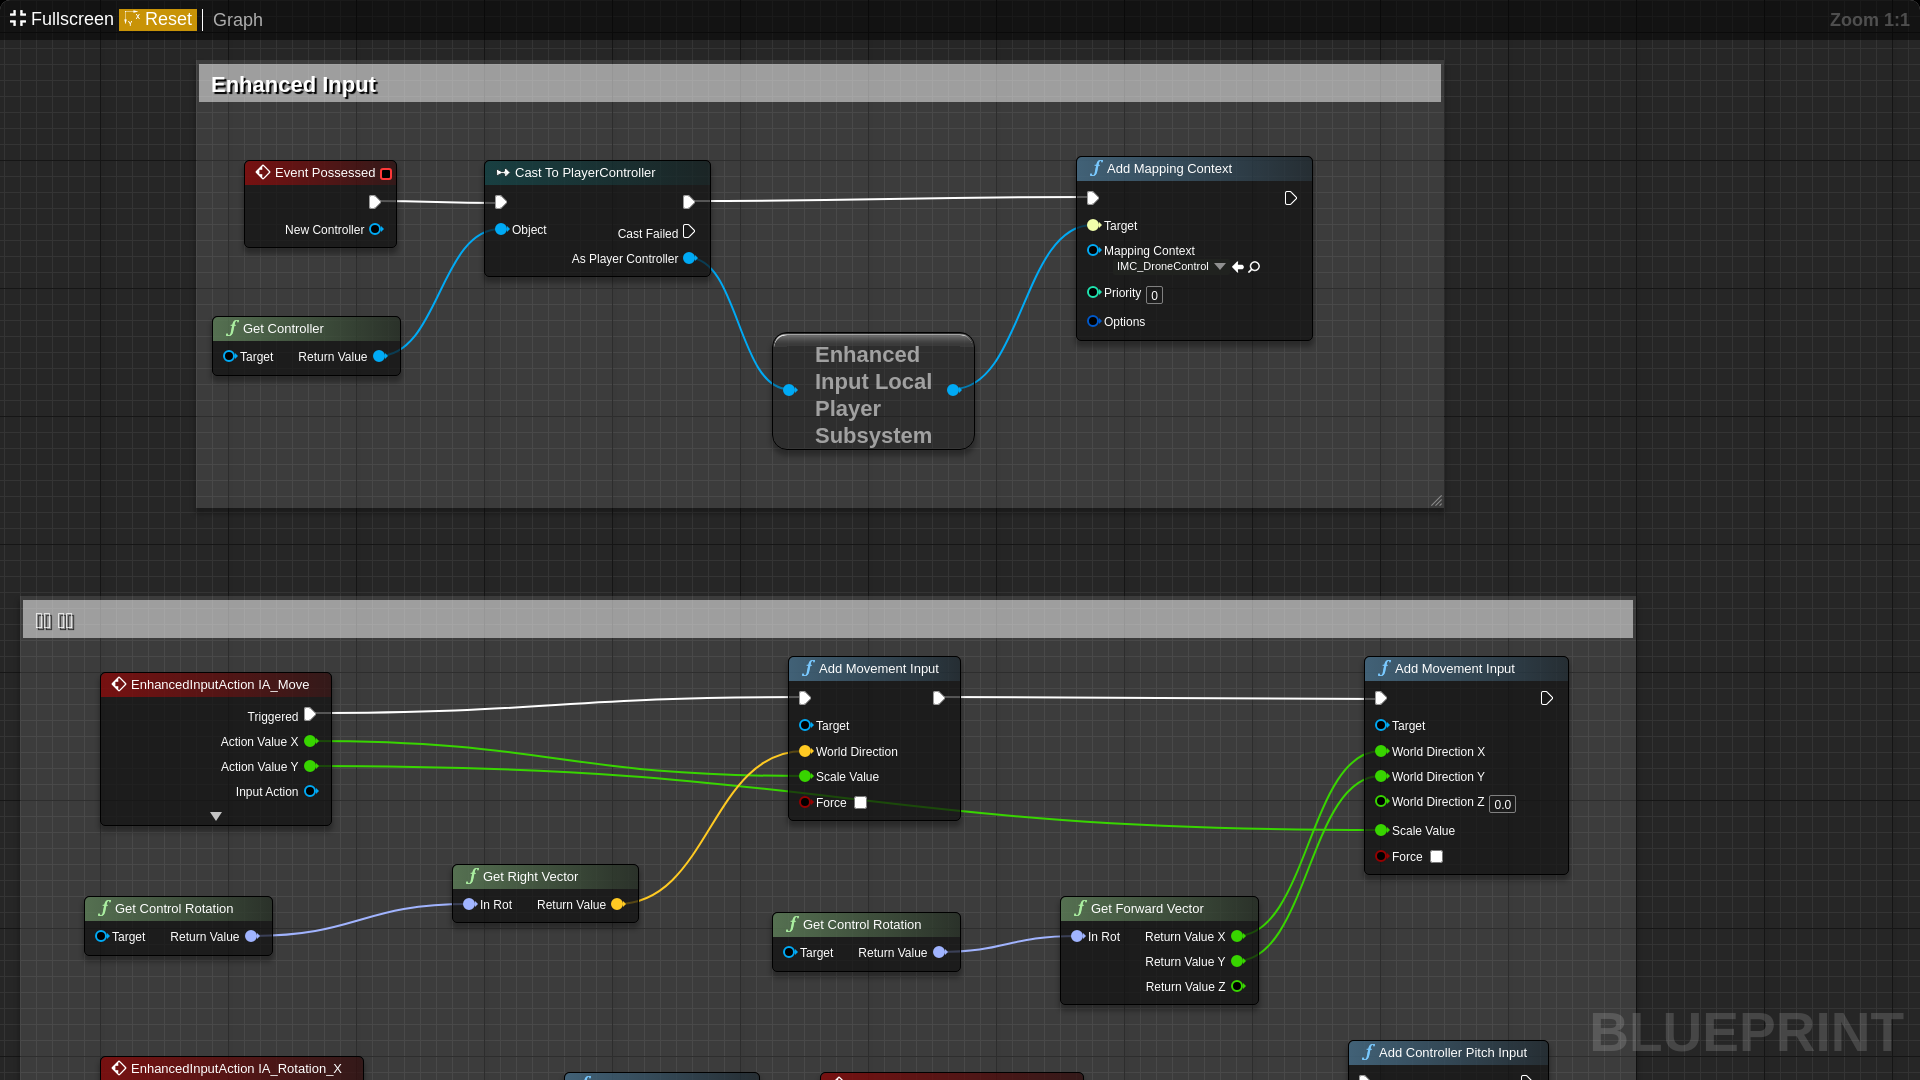 Fullscreen Reset Graph Zoom 1:1
Enhanced Input
Event Possessed
New Controller
Cast To PlayerController
Object
Cast Failed
As Player Controller
Add Mapping Context
Target
Mapping Context
IMC_DroneControl
Priority 0
Options
Get Controller
Target Return Value
Enhanced
Input Local
Player
Subsystem
EnhancedInputAction IA_Move
Triggered
Action Value X
Action Value Y
Input Action
Add Movement Input
Target
World Direction
Scale Value
Force
Add Movement Input
Target
World Direction X
World Direction Y
World Direction Z 0.0
Scale Value
Force
Get Right Vector
In Rot Return Value
Get Control Rotation
Target Return Value
Get Control Rotation
Target Return Value
Get Forward Vector
In Rot Return Value X
Return Value Y
Return Value Z
BLUEPRINT
EnhancedInputAction IA_Rotation_X
Add Controller Pitch Input